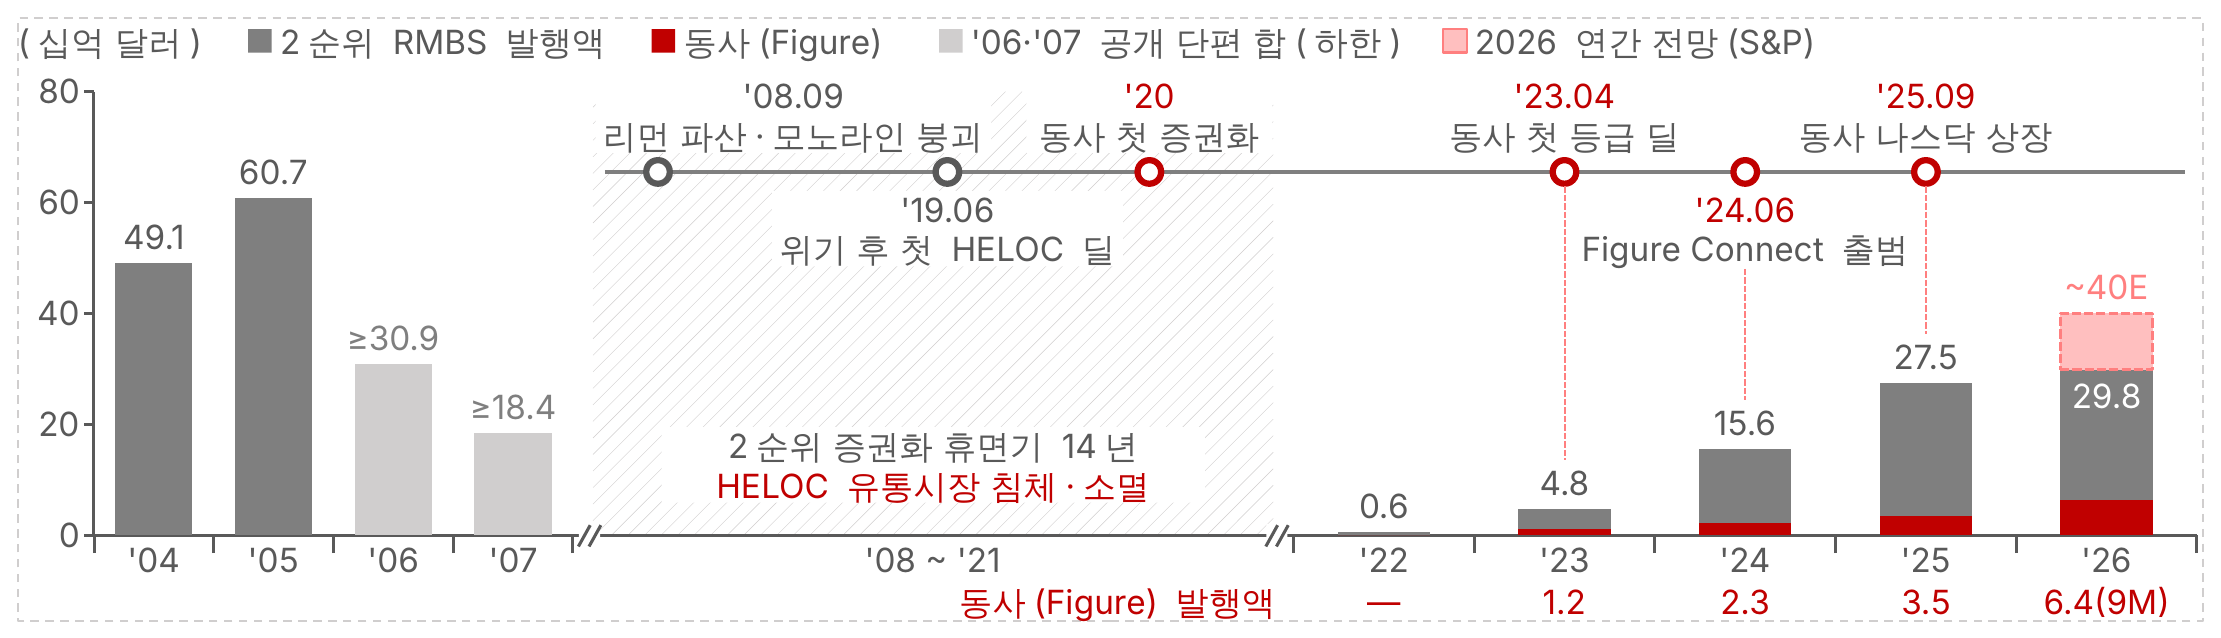 (십억 달러) 2순위 RMBS 발행액 동사(Figure) '06·'07 공개 단편 합(하한) 2026 연간 전망(S&P)
80
60
40
20
0
49.1
60.7
≥30.9
≥18.4
'08.09
리먼 파산·모노라인 붕괴
'20
동사 첫 증권화
'23.04
동사 첫 등급 딜
'25.09
동사 나스닥 상장
'19.06
위기 후 첫 HELOC 딜
'24.06
Figure Connect 출범
2순위 증권화 휴면기 14년
HELOC 유통시장 침체·소멸
0.6
4.8
15.6
27.5
~40E
29.8
'04 '05 '06 '07 '08 ~ '21 '22 '23 '24 '25 '26
동사(Figure) 발행액 — 1.2 2.3 3.5 6.4(9M)